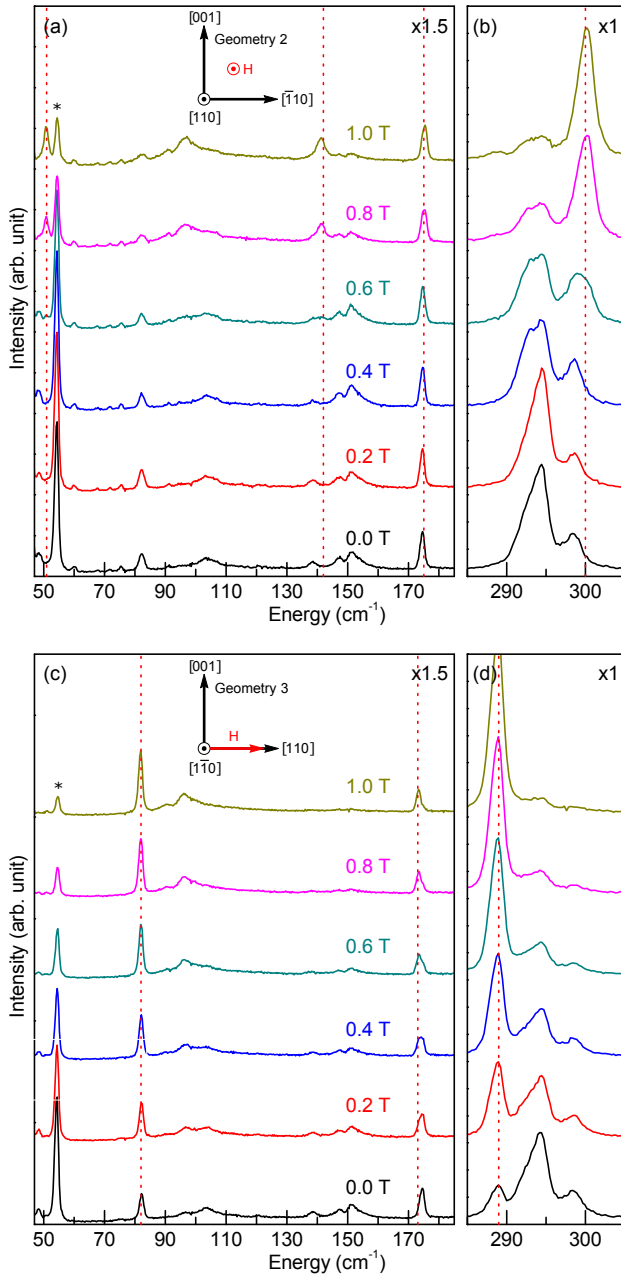 (a)
[001]
Geometry 2
x1.5
H
*
[110]
[1̄10]
1.0 T
0.8 T
0.6 T
0.4 T
0.2 T
0.0 T
Intensity (arb. unit)
50 70 90 110 130 150 170
Energy (cm-1)
(b)
x1
290 300
(c)
[001]
Geometry 3
x1.5
H
[110]
[11̄0]
*
1.0 T
0.8 T
0.6 T
0.4 T
0.2 T
0.0 T
Intensity (arb. unit)
50 70 90 110 130 150 170
Energy (cm-1)
(d)
x1
290 300